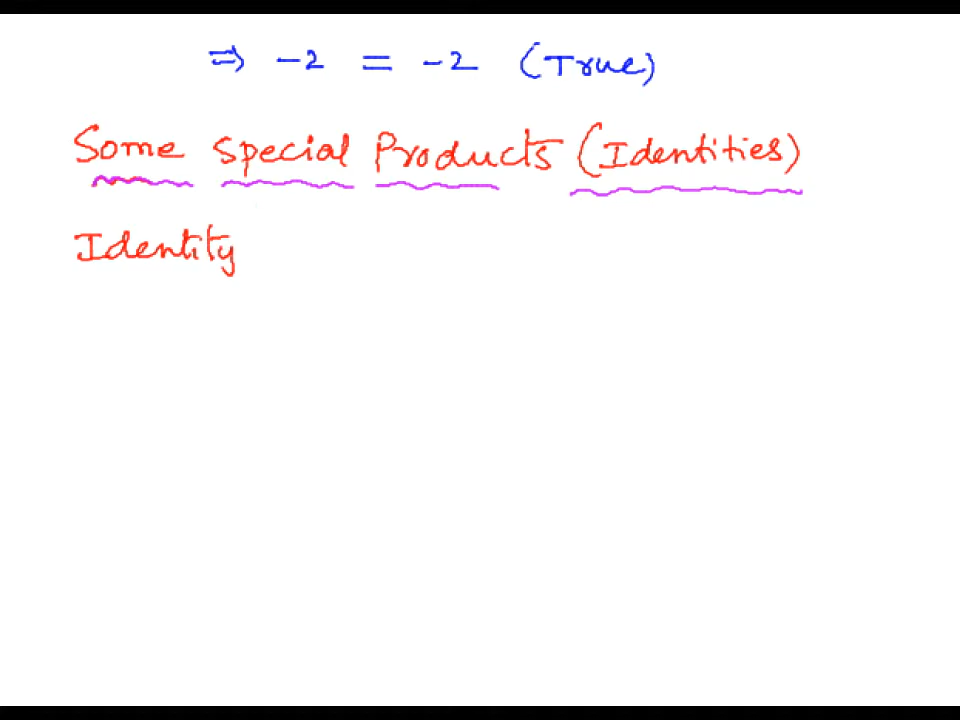 ⇒ -2 = -2 (True)
Some special Products (Identities)
Identity